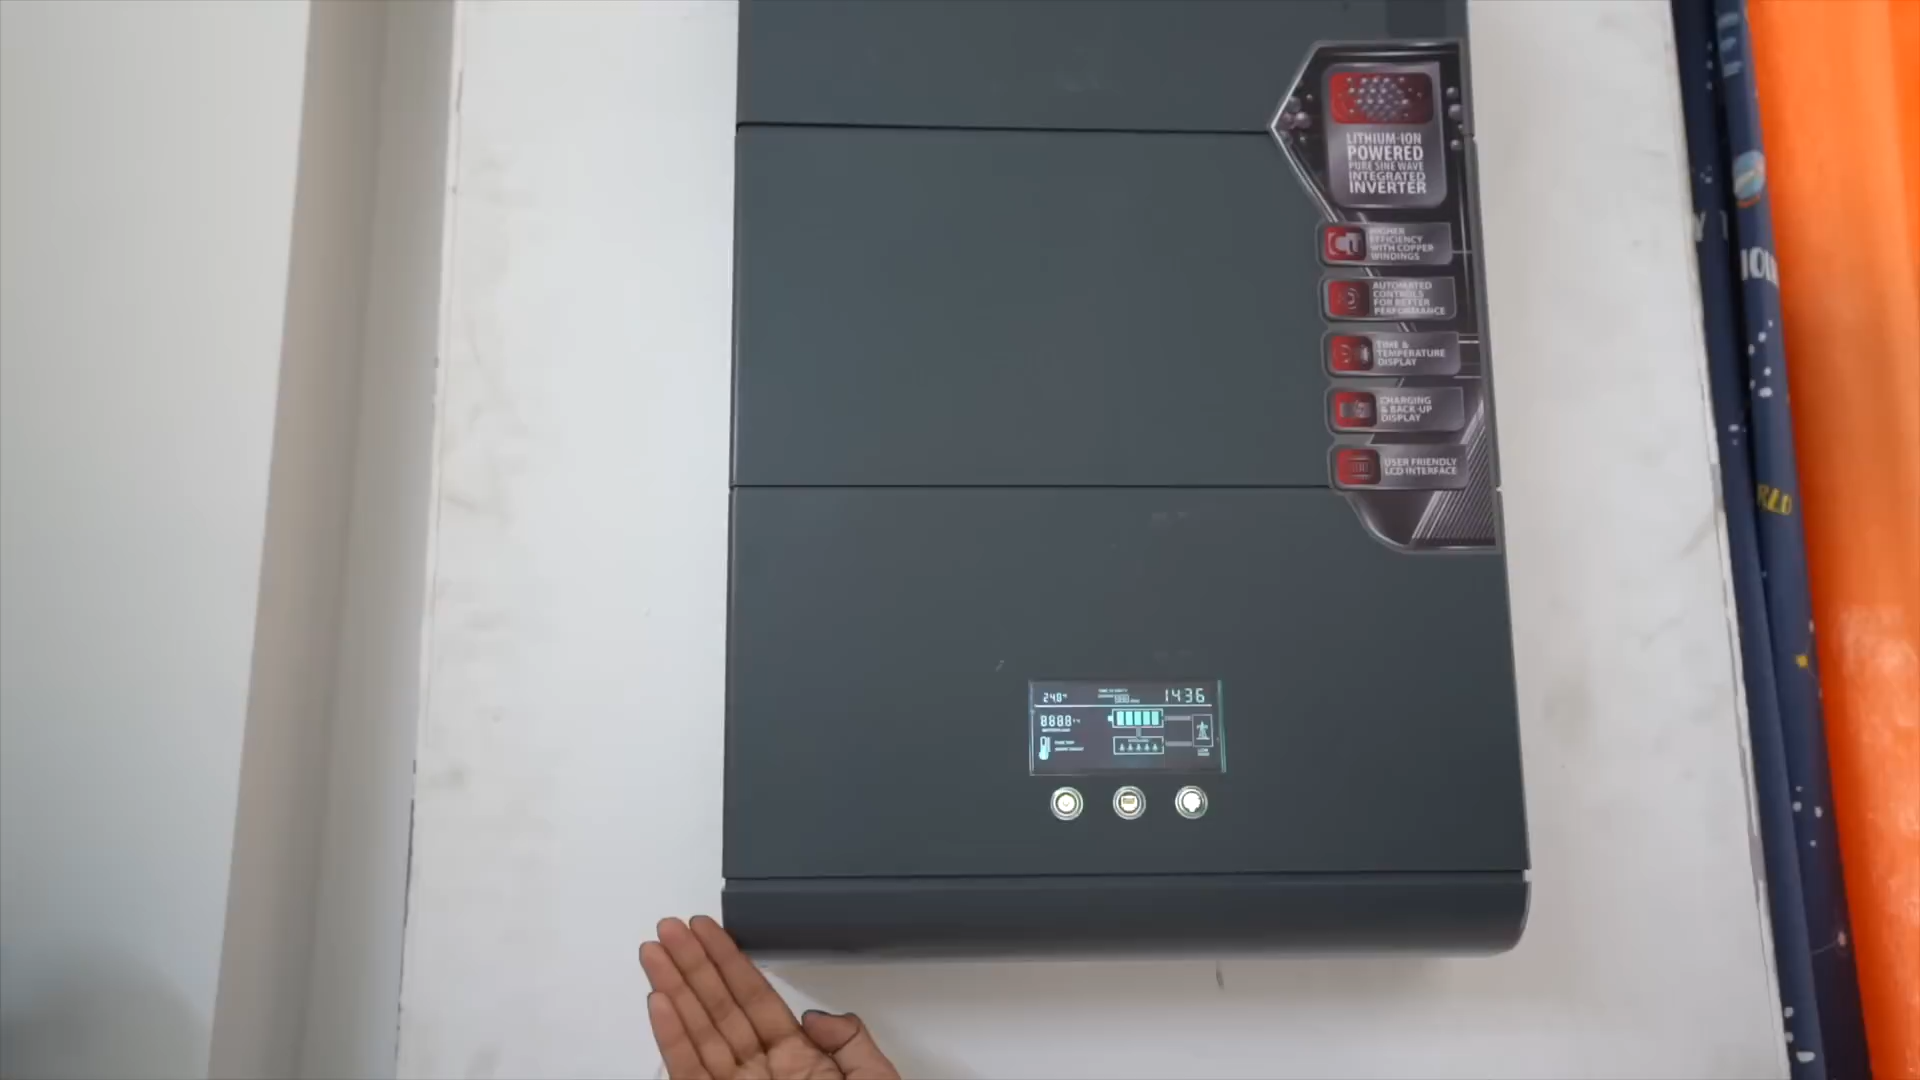 LITHIUM-ION
POWERED
PURE SINE WAVE
INTEGRATED
INVERTER
HIGHER
EFFICIENCY
WITH COPPER
WINDINGS
AUTOMATED
CONTROLS
FOR BETTER
PERFORMANCE
TIME &
TEMPERATURE
DISPLAY
CHARGING
& BACK-UP
DISPLAY
USER FRIENDLY
LCD INTERFACE
1436
8888
LOW